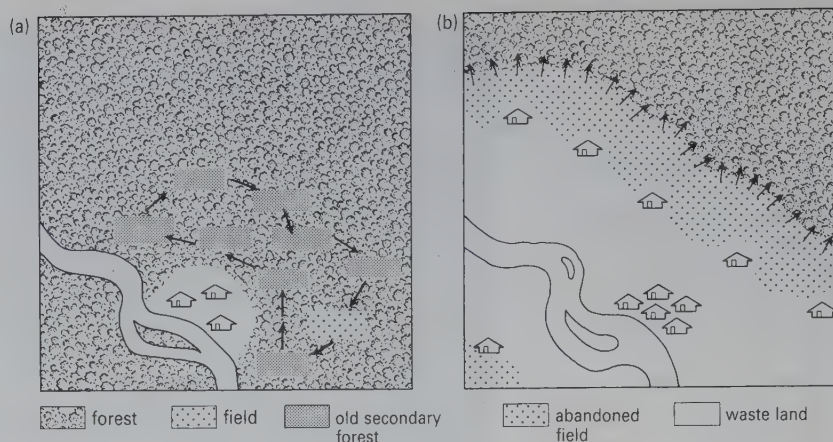 (a)
(b)
forest
field
old secondary
forest
abandoned
field
waste land